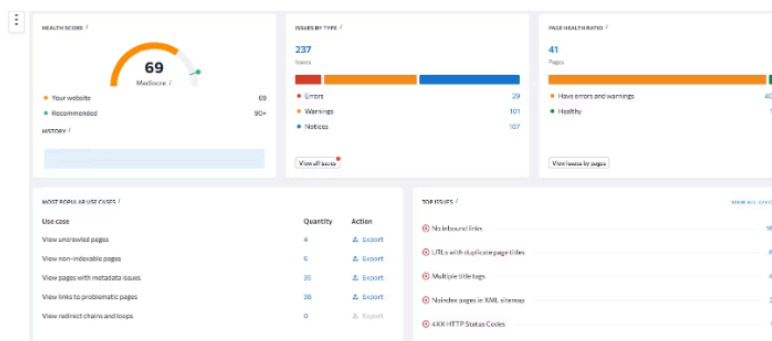 HEALTH SCORE i
69
Mediocre i
Your website 69
Recommended 90+
HISTORY i
ISSUES BY TYPE i
237
Issues
Errors 29
Warnings 101
Notices 107
View all issues
PAGE HEALTH RATIO i
41
Pages
Have errors and warnings 40
Healthy 1
View issues by pages
MOST POPULAR USE CASES i
Use case Quantity Action
View uncrawled pages 4 Export
View non-indexable pages 6 Export
View pages with metadata issues 35 Export
View links to problematic pages 38 Export
View redirect chains and loops 0 Export
TOP ISSUES i
No inbound links
URLs with duplicate page titles
Multiple title tags
Noindex pages in XML sitemap
4XX HTTP Status Codes